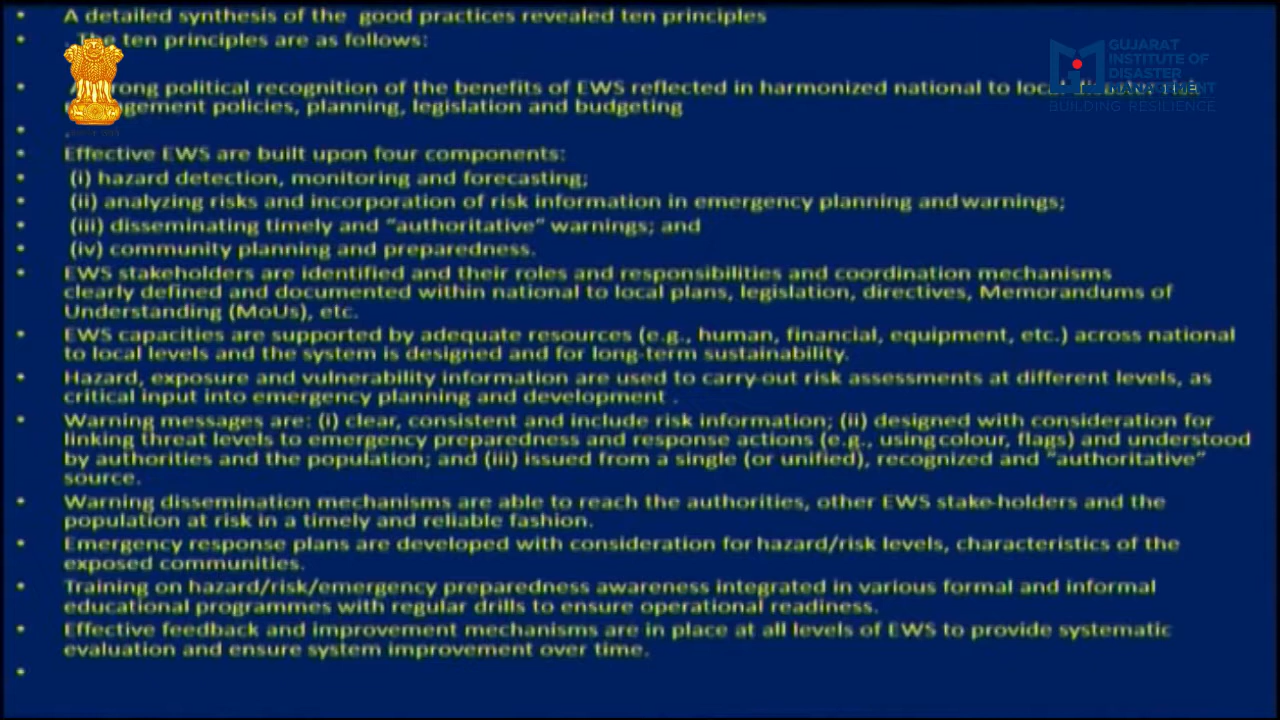 • A detailed synthesis of the good practices revealed ten principles
• . The ten principles are as follows:
GUJARAT
INSTITUTE OF
DISASTER
MANAGEMENT
BUILDING RESILIENCE
• political recognition of the benefits of EWS reflected in harmonized national to
policies, planning, legislation and budgeting
• .
• Effective EWS are built upon four components:
• (i) hazard detection, monitoring and forecasting;
• (ii) analyzing risks and incorporation of risk information in emergency planning and warnings;
• (iii) disseminating timely and “authoritative” warnings; and
• (iv) community planning and preparedness.
• EWS stakeholders are identified and their roles and responsibilities and coordination mechanisms
clearly defined and documented within national to local plans, legislation, directives, Memorandums of
Understanding (MoUs), etc.
• EWS capacities are supported by adequate resources (e.g., human, financial, equipment, etc.) across national
to local levels and the system is designed and for long-term sustainability.
• Hazard, exposure and vulnerability information are used to carry-out risk assessments at different levels, as
critical input into emergency planning and development .
• Warning messages are: (i) clear, consistent and include risk information; (ii) designed with consideration for
linking threat levels to emergency preparedness and response actions (e.g., using colour, flags) and understood
by authorities and the population; and (iii) issued from a single (or unified), recognized and “authoritative”
source.
• Warning dissemination mechanisms are able to reach the authorities, other EWS stake-holders and the
population at risk in a timely and reliable fashion.
• Emergency response plans are developed with consideration for hazard/risk levels, characteristics of the
exposed communities.
• Training on hazard/risk/emergency preparedness awareness integrated in various formal and informal
educational programmes with regular drills to ensure operational readiness.
• Effective feedback and improvement mechanisms are in place at all levels of EWS to provide systematic
evaluation and ensure system improvement over time.
•